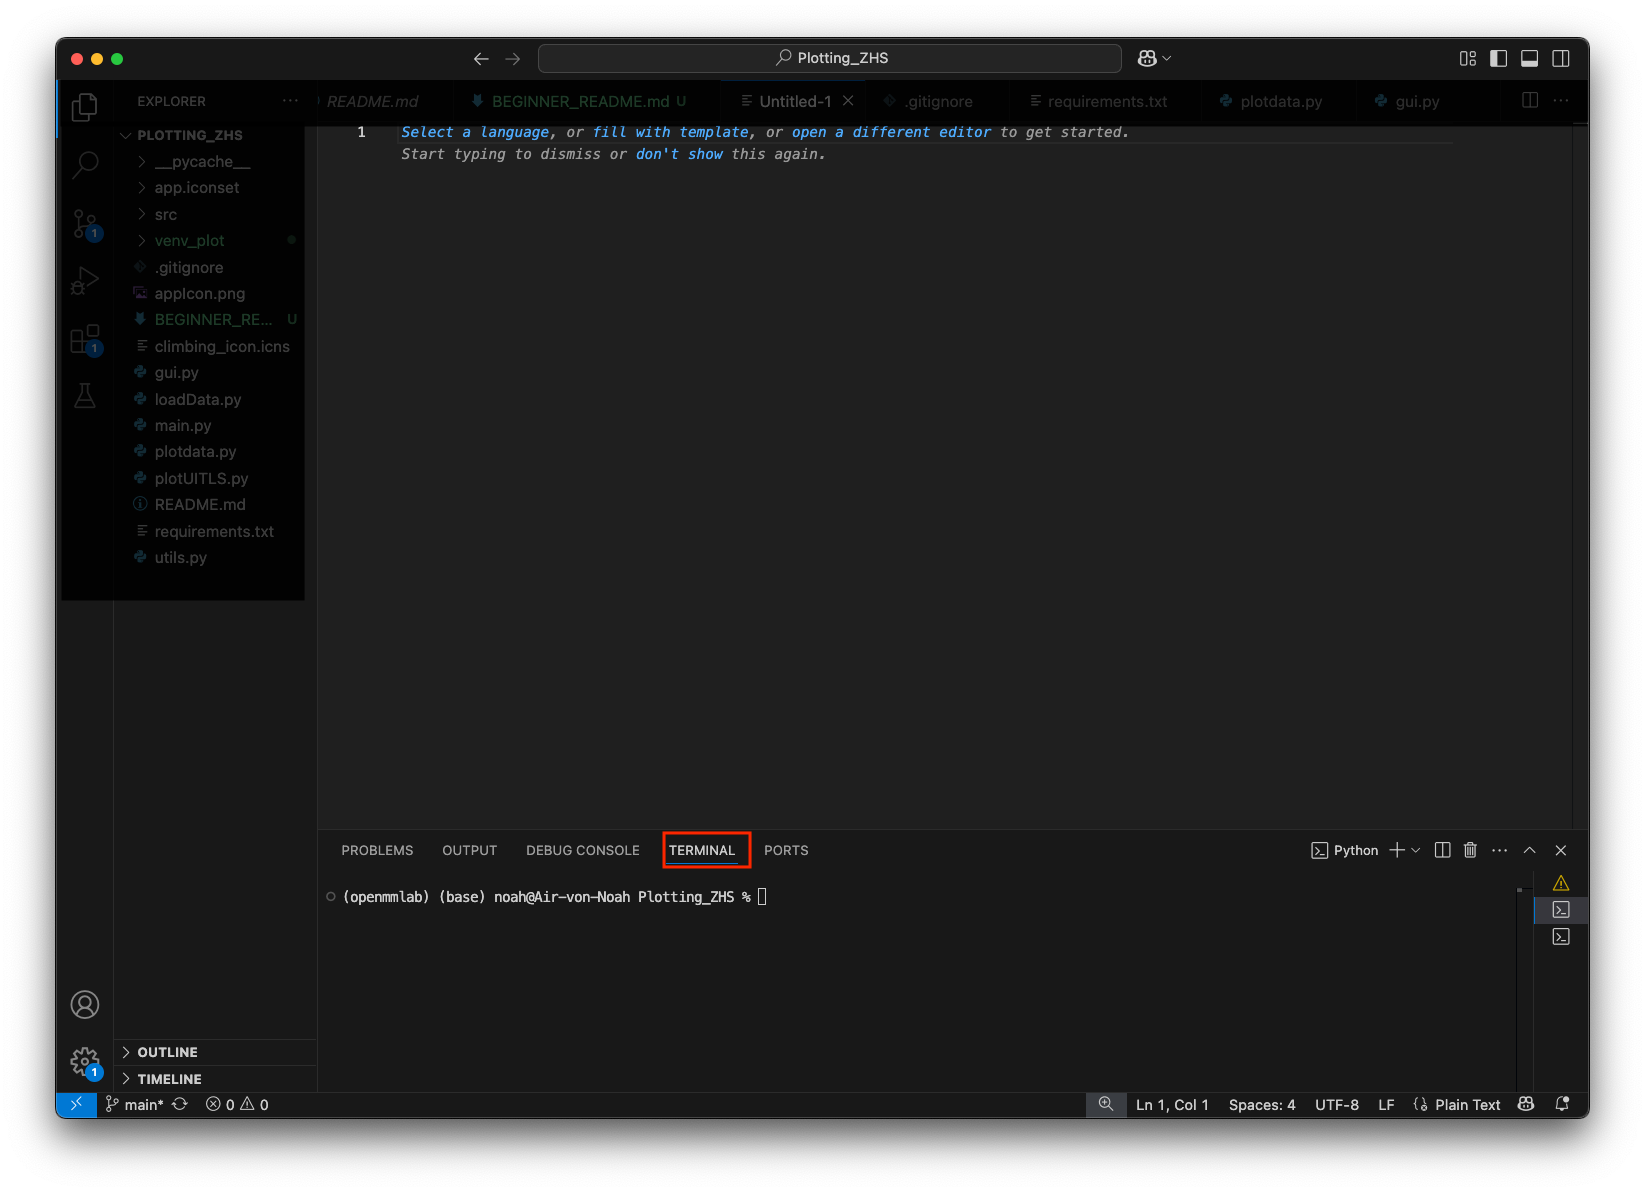 Plotting_ZHS
EXPLORER
README.md
BEGINNER_README.md U
Untitled-1
.gitignore
requirements.txt
plotdata.py
gui.py
PLOTTING_ZHS
__pycache__
app.iconset
src
venv_plot
.gitignore
appIcon.png
BEGINNER_RE... U
climbing_icon.icns
gui.py
loadData.py
main.py
plotdata.py
plotUITLS.py
README.md
requirements.txt
utils.py
1
1
1 Select a language, or fill with template, or open a different editor to get started.
Start typing to dismiss or don't show this again.
PROBLEMS OUTPUT DEBUG CONSOLE TERMINAL PORTS
Python
(openmmlab) (base) noah@Air-von-Noah Plotting_ZHS %
OUTLINE
TIMELINE
1
main* 0 0
Ln 1, Col 1 Spaces: 4 UTF-8 LF Plain Text